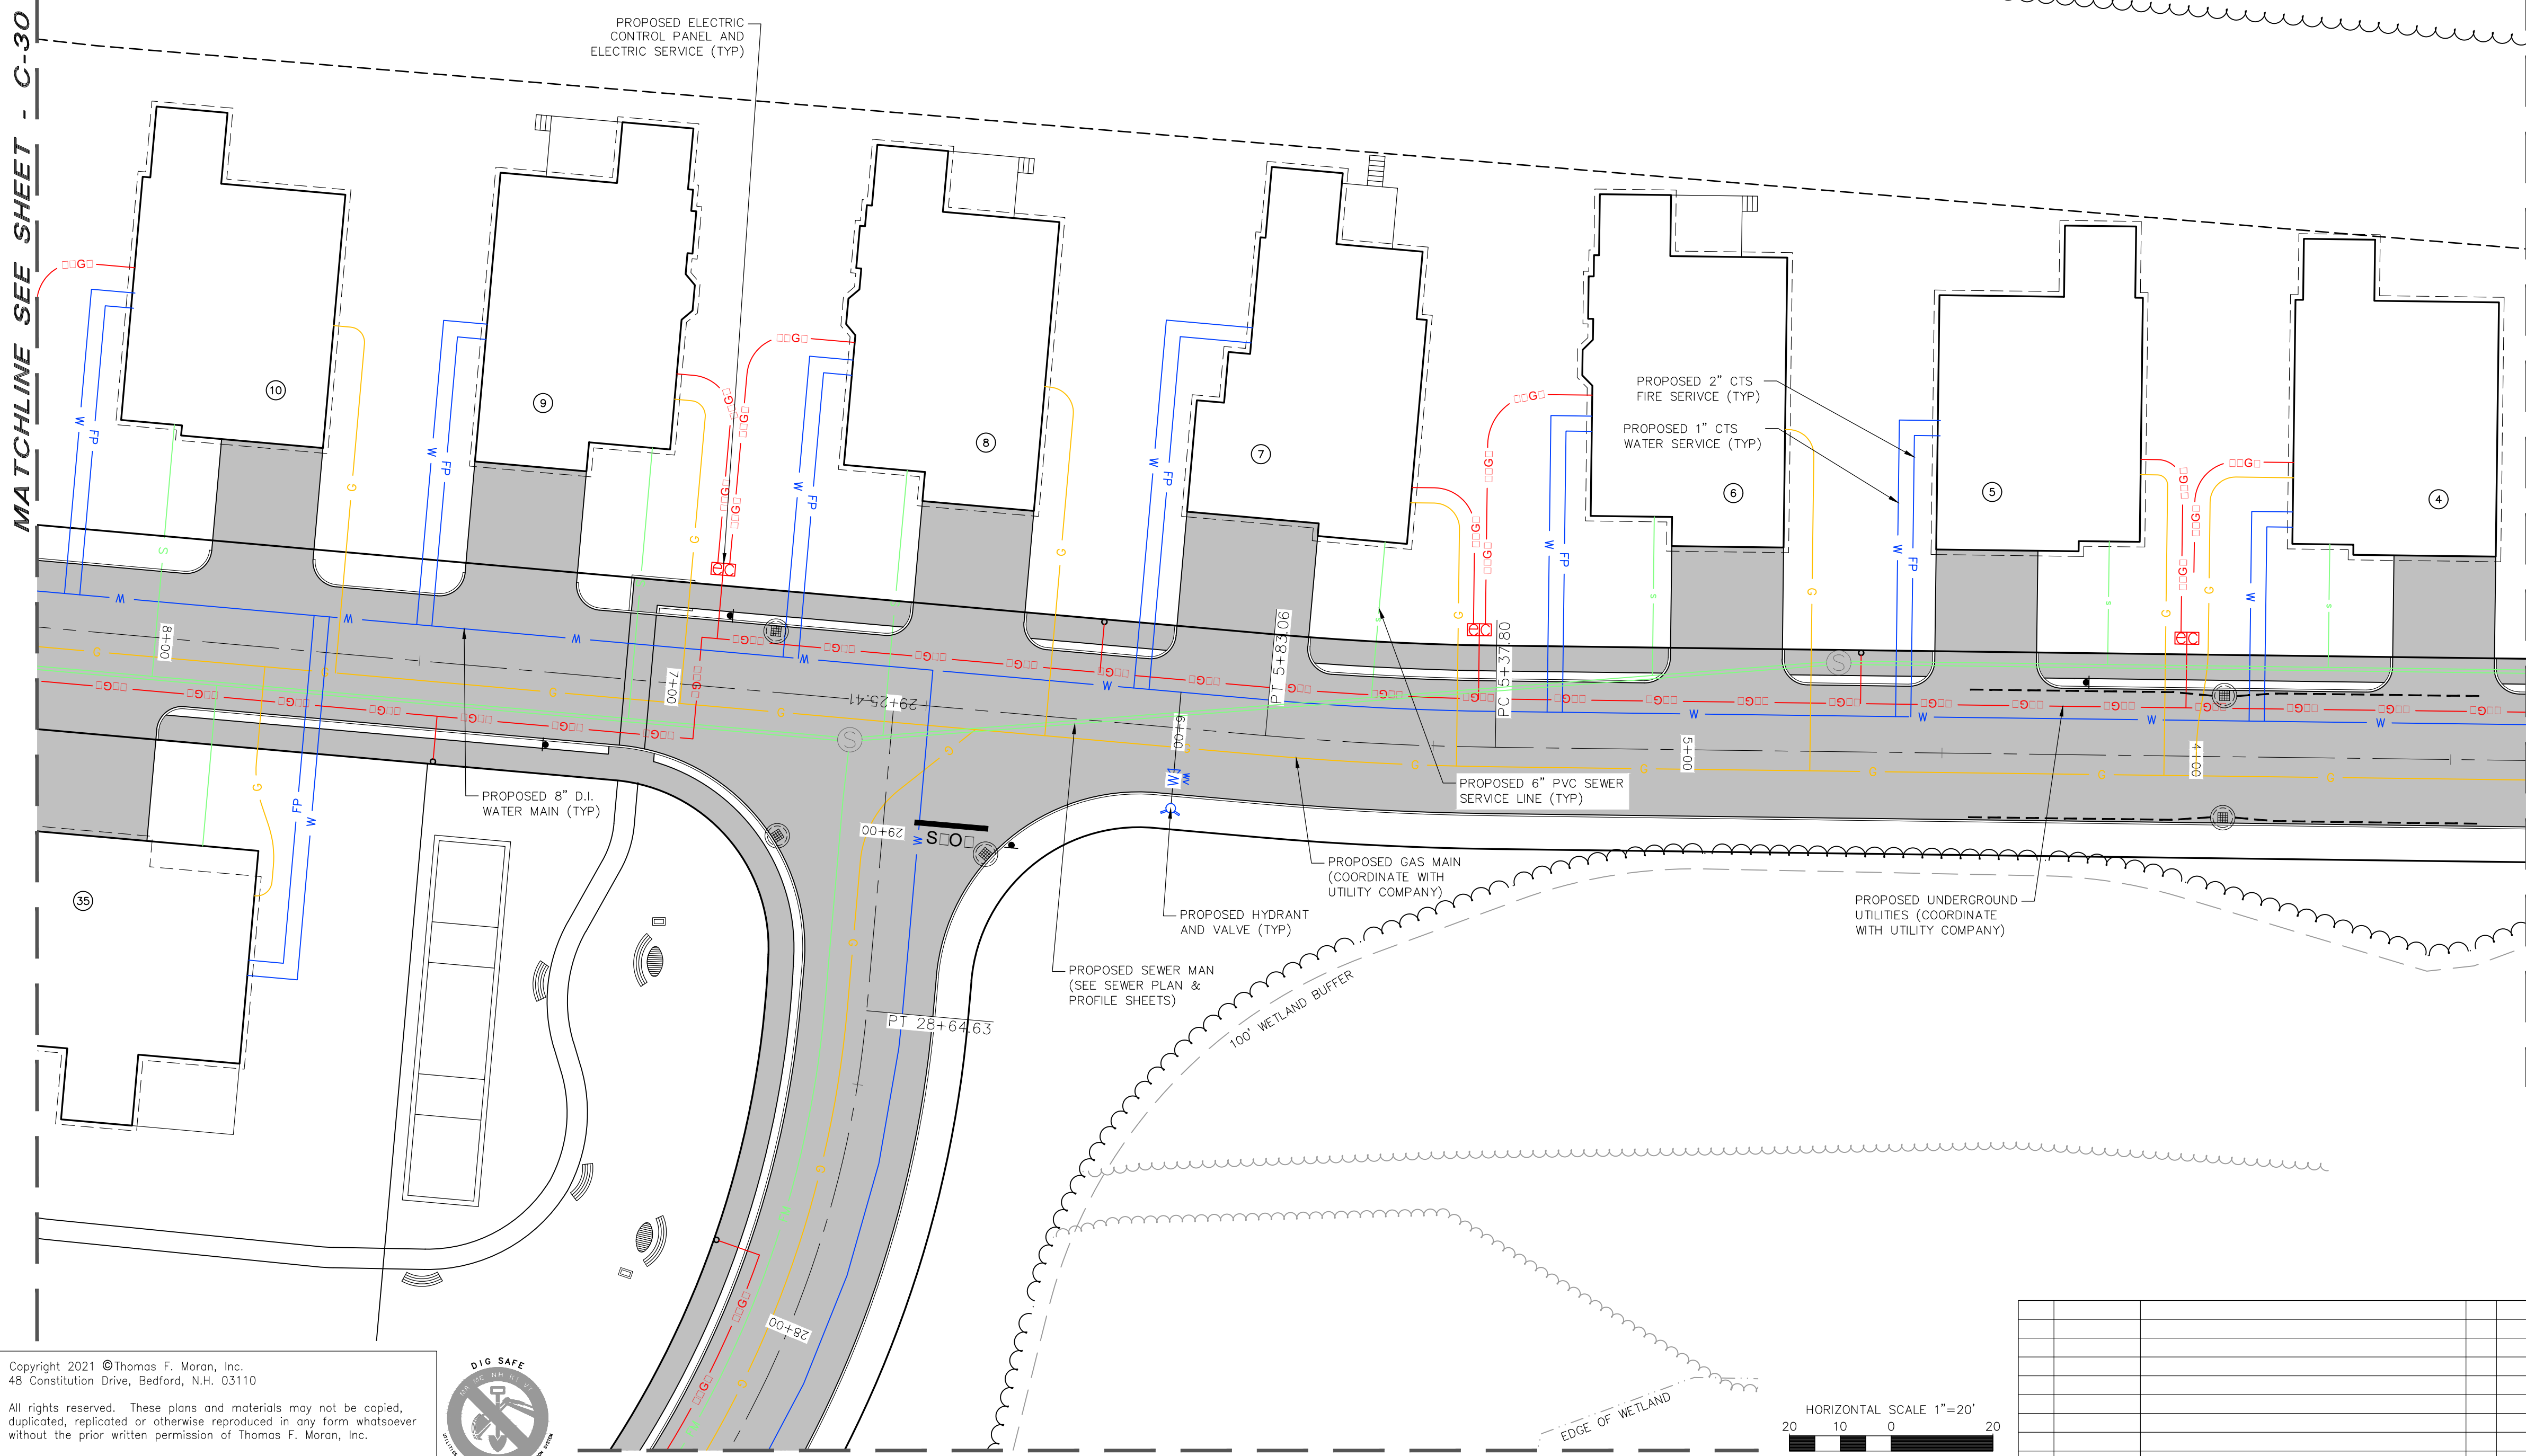 MATCHLINE SEE SHEET - C-30
PROPOSED ELECTRIC
CONTROL PANEL AND
ELECTRIC SERVICE (TYP)
10
9
8
7
6
5
4
35
PROPOSED 2" CTS
FIRE SERIVCE (TYP)
PROPOSED 1" CTS
WATER SERVICE (TYP)
8+00
7+00
29+25.41
6+00
PT 5+83.06
PC 5+37.80
5+00
4+00
29+00
S□O□
PT 28+64.63
28+00
PROPOSED 8" D.I.
WATER MAIN (TYP)
PROPOSED 6" PVC SEWER
SERVICE LINE (TYP)
PROPOSED GAS MAIN
(COORDINATE WITH
UTILITY COMPANY)
PROPOSED HYDRANT
AND VALVE (TYP)
PROPOSED SEWER MAN
(SEE SEWER PLAN &
PROFILE SHEETS)
PROPOSED UNDERGROUND
UTILITIES (COORDINATE
WITH UTILITY COMPANY)
100' WETLAND BUFFER
EDGE OF WETLAND
W
FP
G
S
□□G□
FM
WV
HORIZONTAL SCALE 1"=20'
20 10 0 20
Copyright 2021 ©Thomas F. Moran, Inc.
48 Constitution Drive, Bedford, N.H. 03110
All rights reserved. These plans and materials may not be copied,
duplicated, replicated or otherwise reproduced in any form whatsoever
without the prior written permission of Thomas F. Moran, Inc.
DIG SAFE